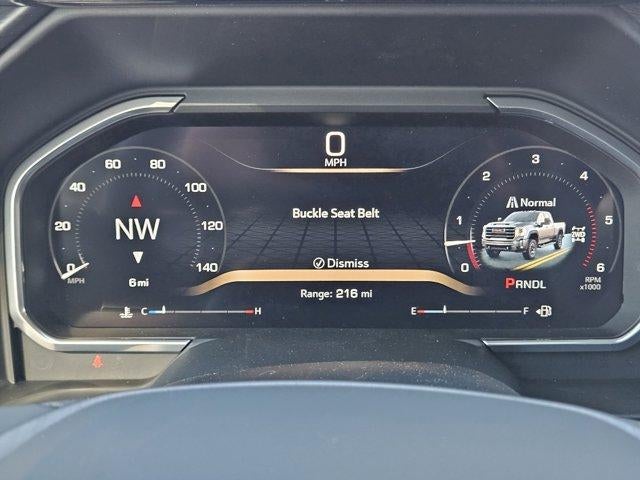 0
MPH
Buckle Seat Belt
Dismiss
Range: 216 mi
0 20 40 60 80 100 120 140
MPH
NW
6 mi
C H
0 1 2 3 4 5 6
Normal
2WD
PRNDL
RPM
x1000
E F